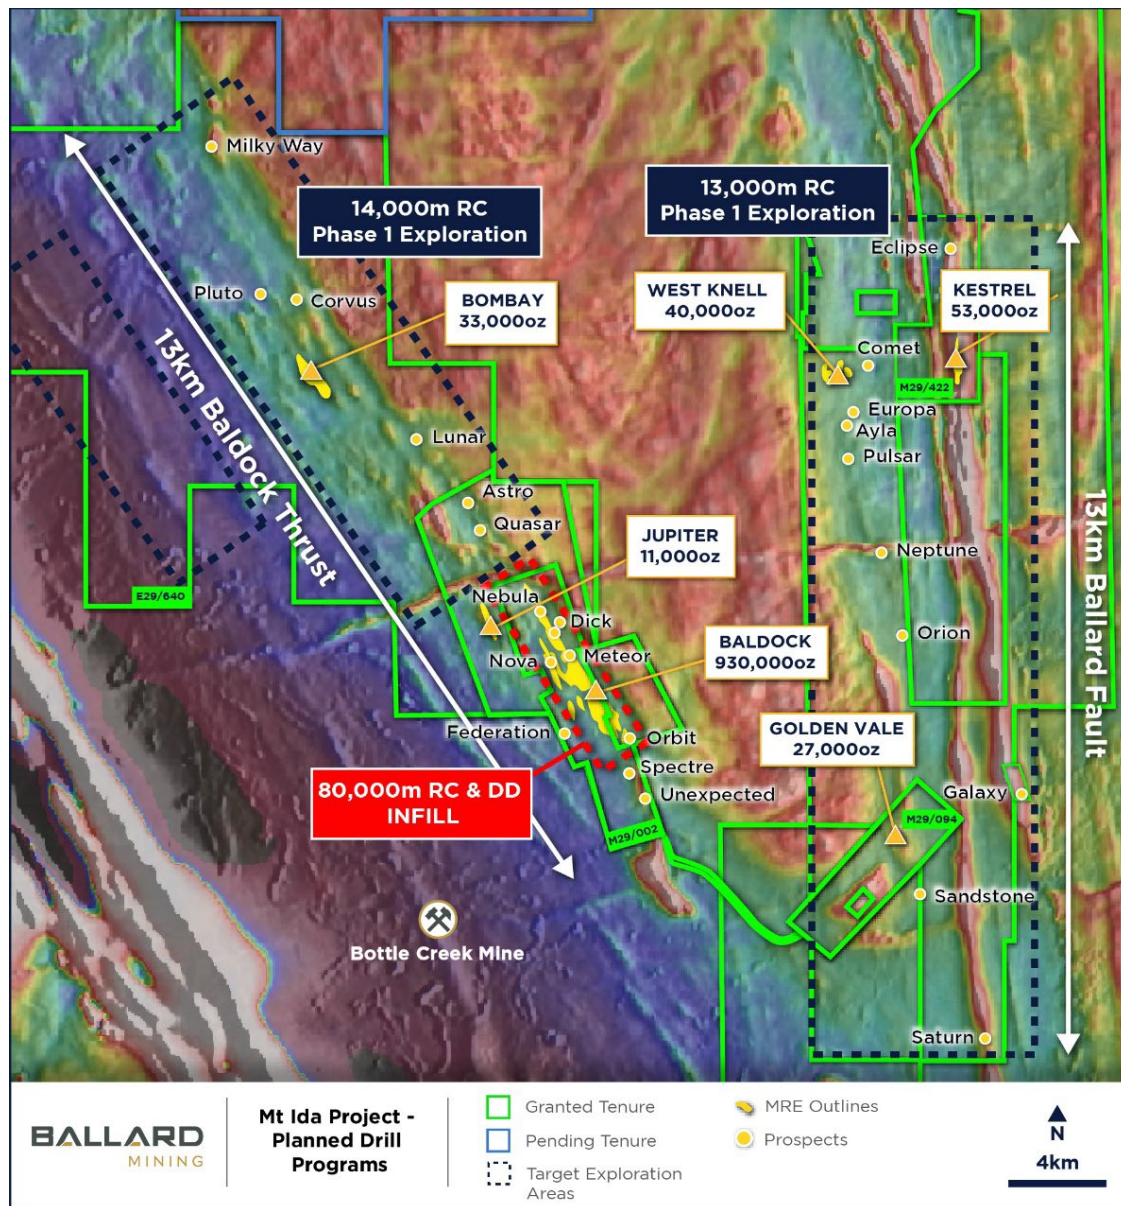 Milky Way
14,000m RC
Phase 1 Exploration
13,000m RC
Phase 1 Exploration
Eclipse
Pluto
Corvus
BOMBAY
33,000oz
WEST KNELL
40,000oz
KESTREL
53,000oz
Comet
M29/422
13km Baldock Thrust
Europa
Ayla
Lunar
Pulsar
Astro
Quasar
JUPITER
11,000oz
Neptune
13km Ballard Fault
E29/640
Nebula
Dick
Orion
Nova
Meteor
BALDOCK
930,000oz
Federation
Orbit
GOLDEN VALE
27,000oz
Spectre
80,000m RC & DD
INFILL
Unexpected
Galaxy
M29/002
M29/094
Sandstone
Bottle Creek Mine
Saturn
BALLARD
MINING
Mt Ida Project -
Planned Drill
Programs
Granted Tenure
Pending Tenure
Target Exploration
Areas
MRE Outlines
Prospects
N
4km